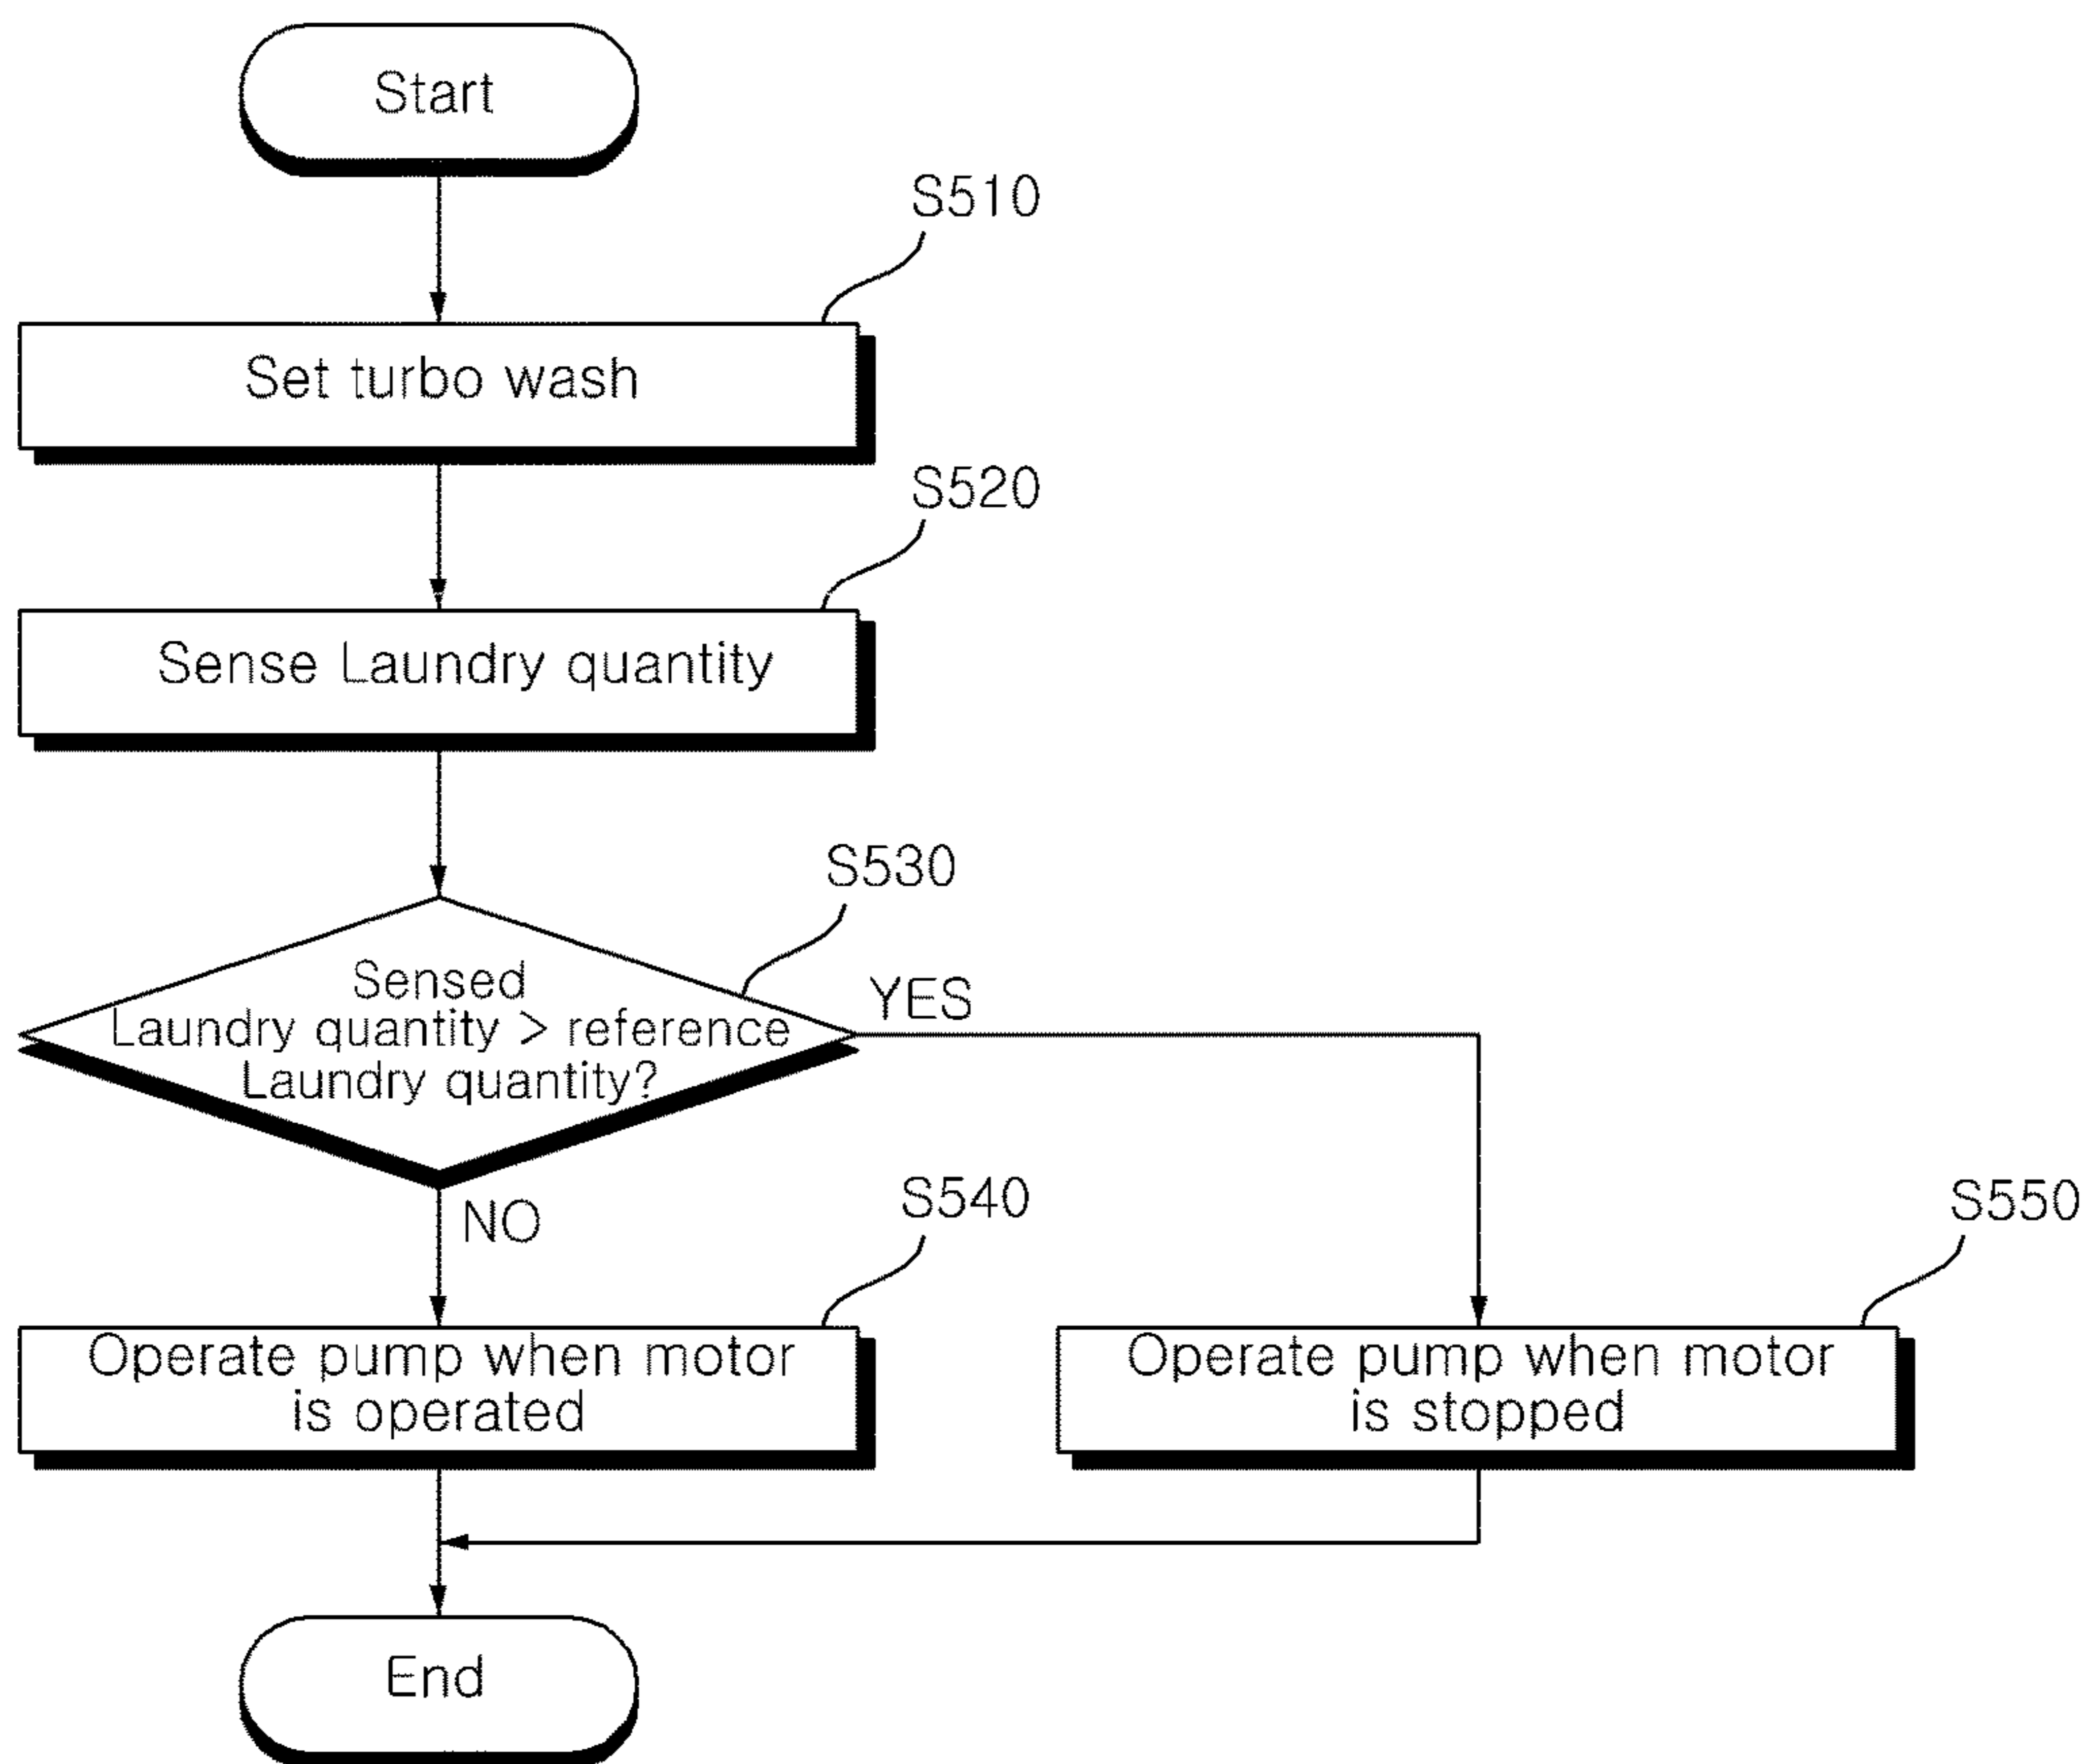 Start
S510
Set turbo wash
S520
Sense Laundry quantity
S530
Sensed
Laundry quantity > reference
Laundry quantity?
YES
NO
S540
Operate pump when motor
is operated
S550
Operate pump when motor
is stopped
End